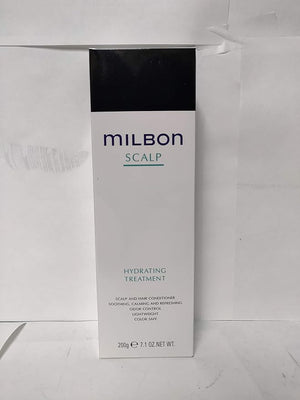 MILBON
SCALP
HYDRATING
TREATMENT
SCALP AND HAIR CONDITIONER
SOOTHING, CALMING AND REFRESHING
ODOR CONTROL
LIGHTWEIGHT
COLOR SAFE
200g ℮ 7.1 OZ.NET WT.